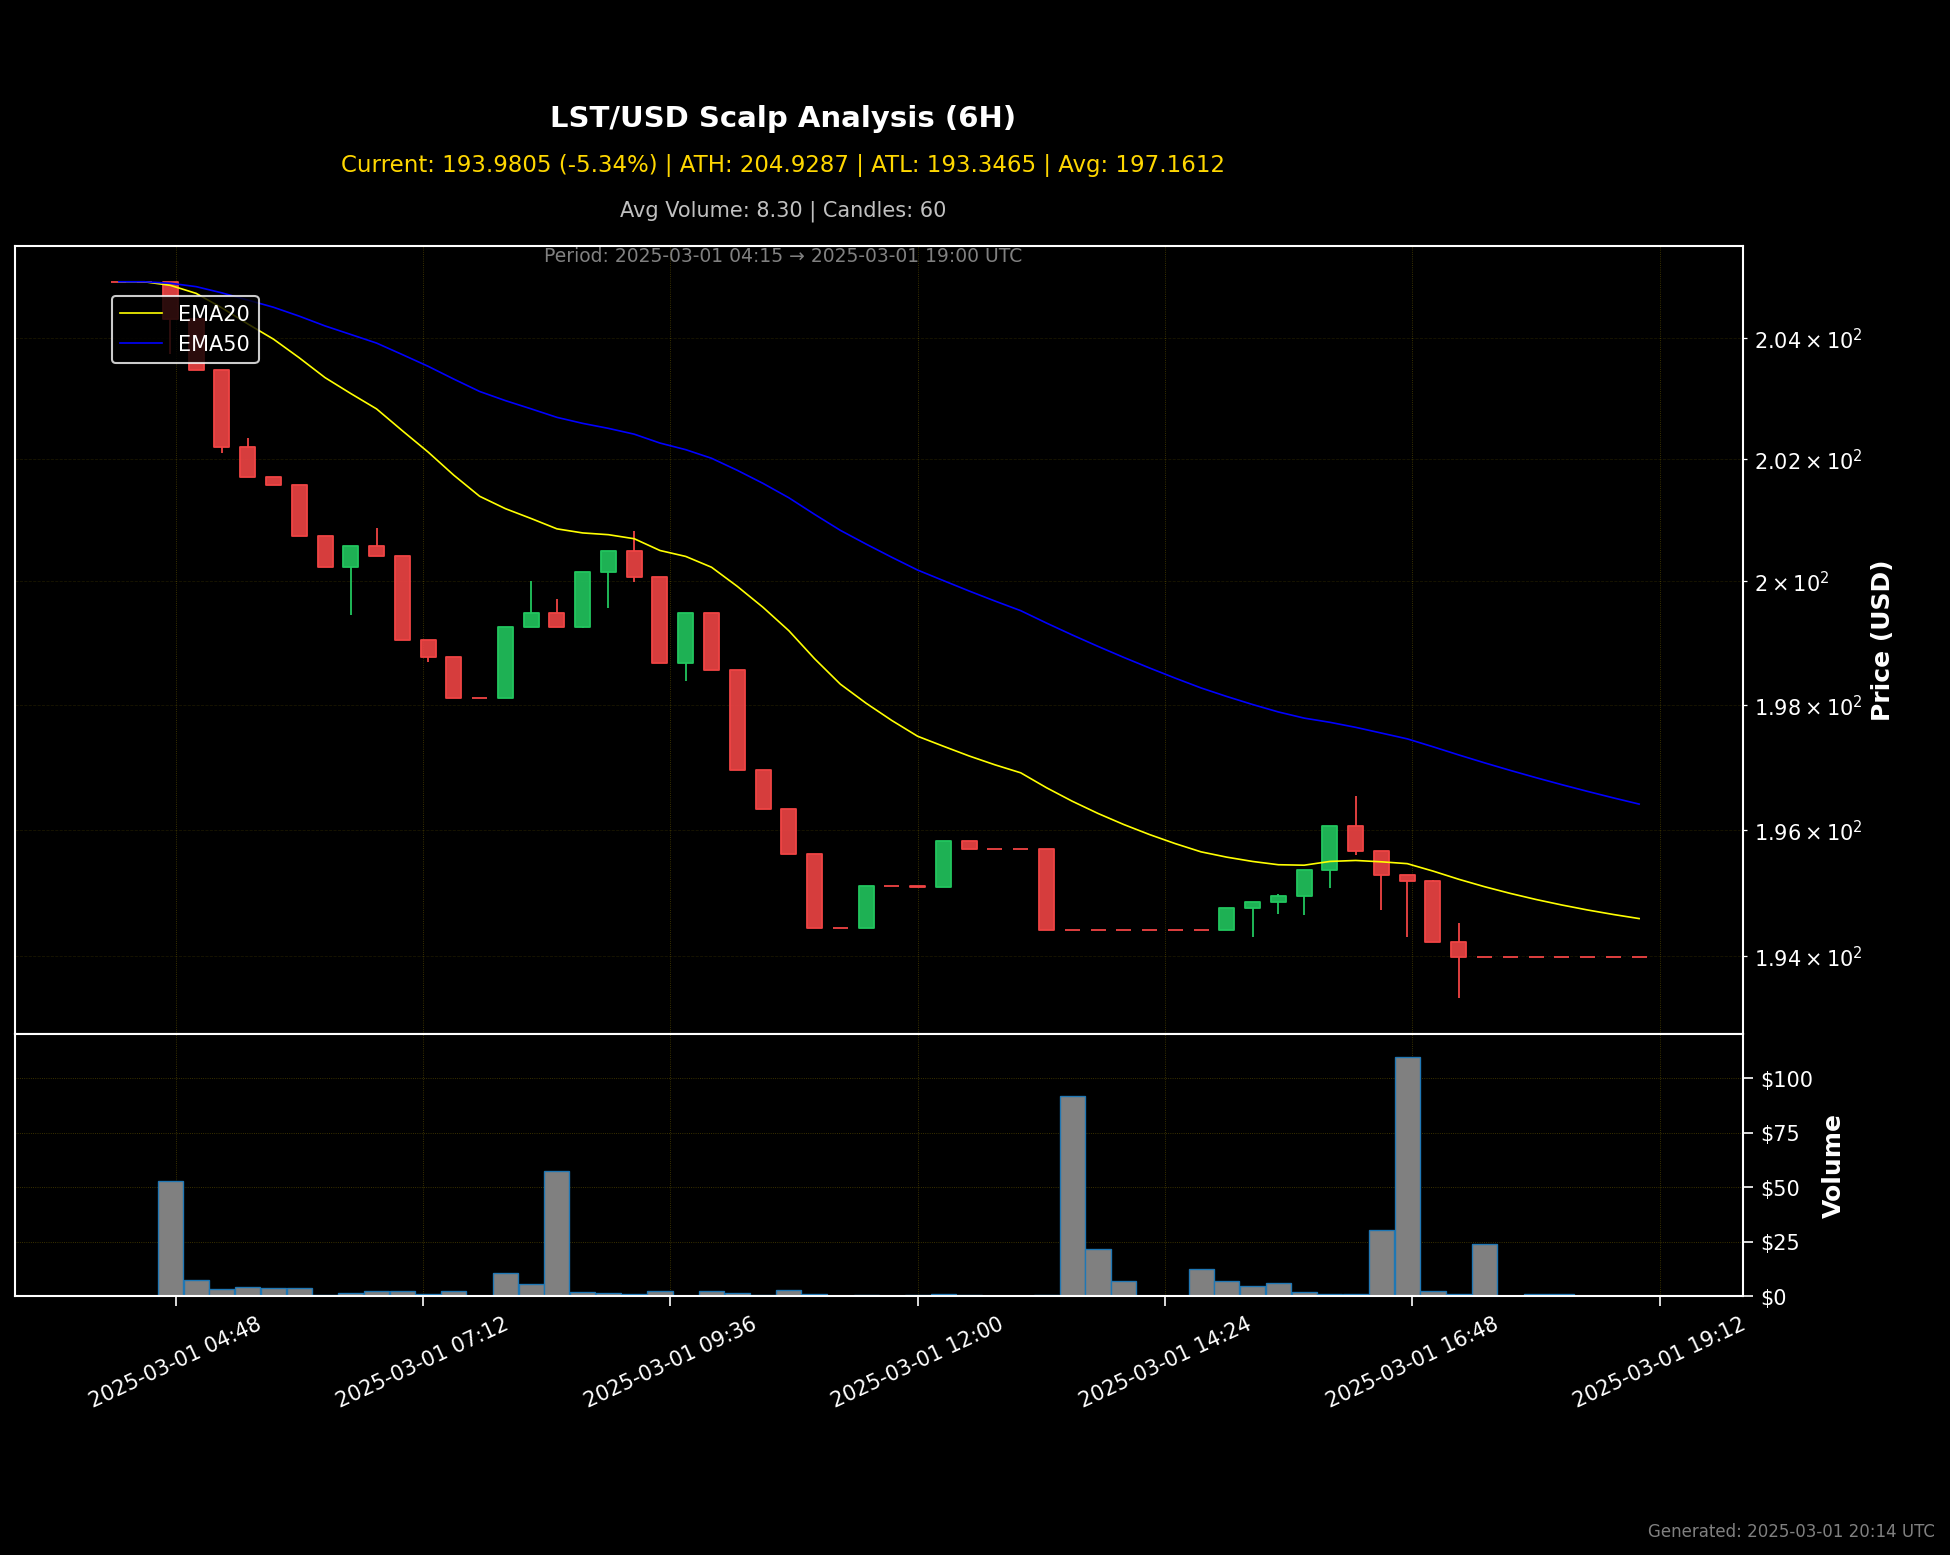 LST/USD Scalp Analysis (6H)
Current: 193.9805 (-5.34%) | ATH: 204.9287 | ATL: 193.3465 | Avg: 197.1612
Avg Volume: 8.30 | Candles: 60
Period: 2025-03-01 04:15 → 2025-03-01 19:00 UTC
EMA20
EMA50
2.04 × 10²
2.02 × 10²
2 × 10²
1.98 × 10²
1.96 × 10²
1.94 × 10²
Price (USD)
$100
$75
$50
$25
$0
Volume
2025-03-01 04:48
2025-03-01 07:12
2025-03-01 09:36
2025-03-01 12:00
2025-03-01 14:24
2025-03-01 16:48
2025-03-01 19:12
Generated: 2025-03-01 20:14 UTC